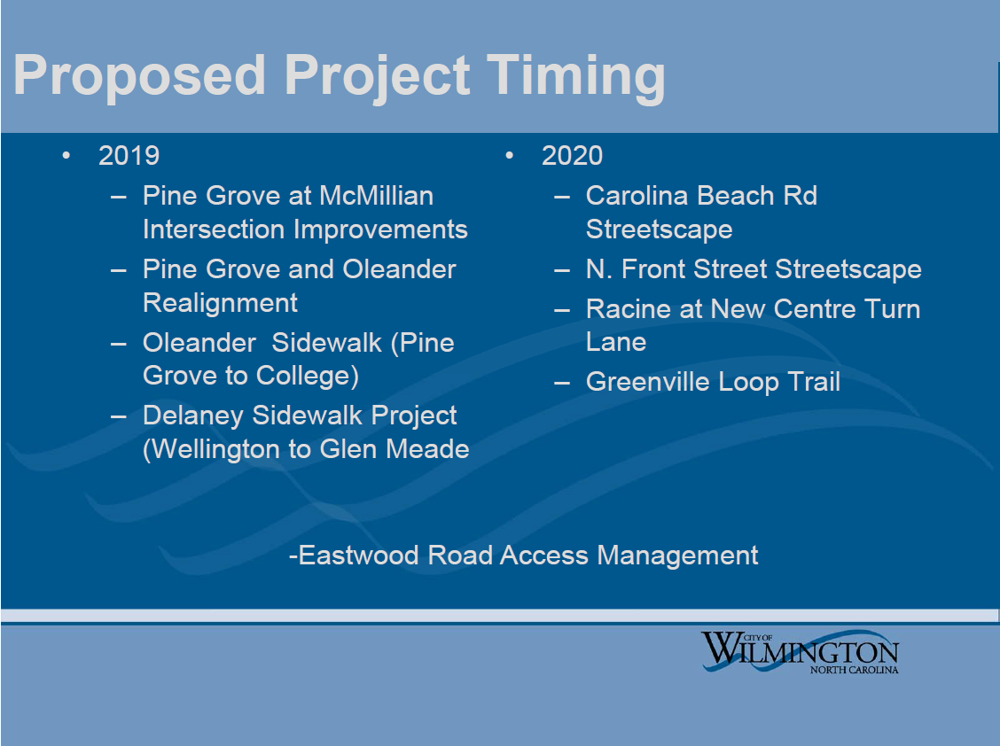 Proposed Project Timing
• 2019
– Pine Grove at McMillian
Intersection Improvements
– Pine Grove and Oleander
Realignment
– Oleander  Sidewalk (Pine
Grove to College)
– Delaney Sidewalk Project
(Wellington to Glen Meade
• 2020
– Carolina Beach Rd
Streetscape
– N. Front Street Streetscape
– Racine at New Centre Turn
Lane
– Greenville Loop Trail
-Eastwood Road Access Management
CITY OF
WILMINGTON
NORTH CAROLINA